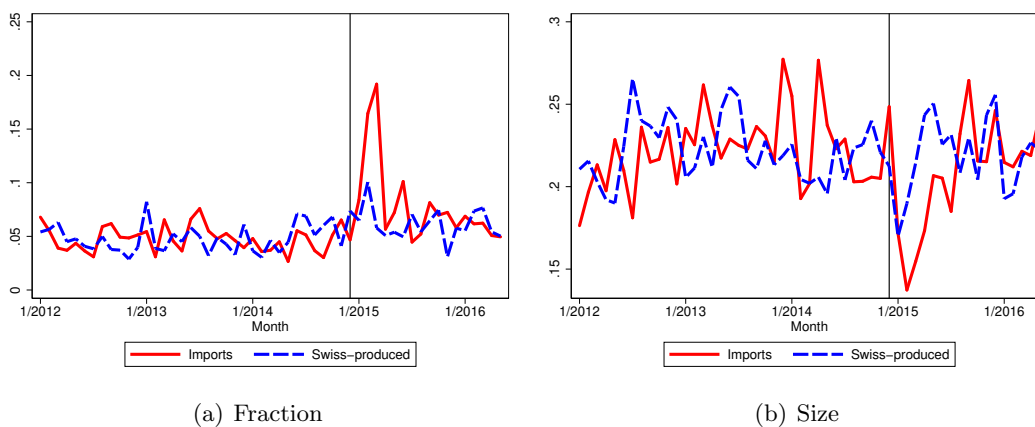 .25
.2
.15
.1
.05
0
1/2012 1/2013 1/2014 1/2015 1/2016
Month
Imports Swiss−produced
(a) Fraction
.3
.25
.2
.15
1/2012 1/2013 1/2014 1/2015 1/2016
Month
Imports Swiss−produced
(b) Size